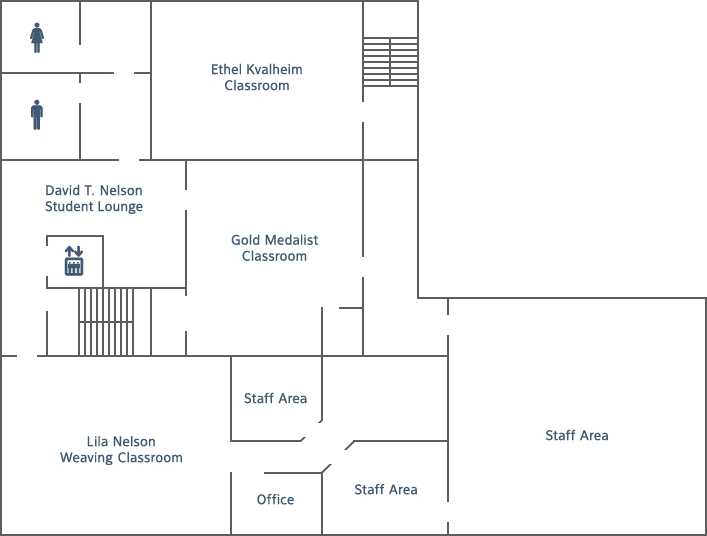 Ethel Kvalheim
Classroom
David T. Nelson
Student Lounge
Gold Medalist
Classroom
Staff Area
Lila Nelson
Weaving Classroom
Staff Area
Staff Area
Office